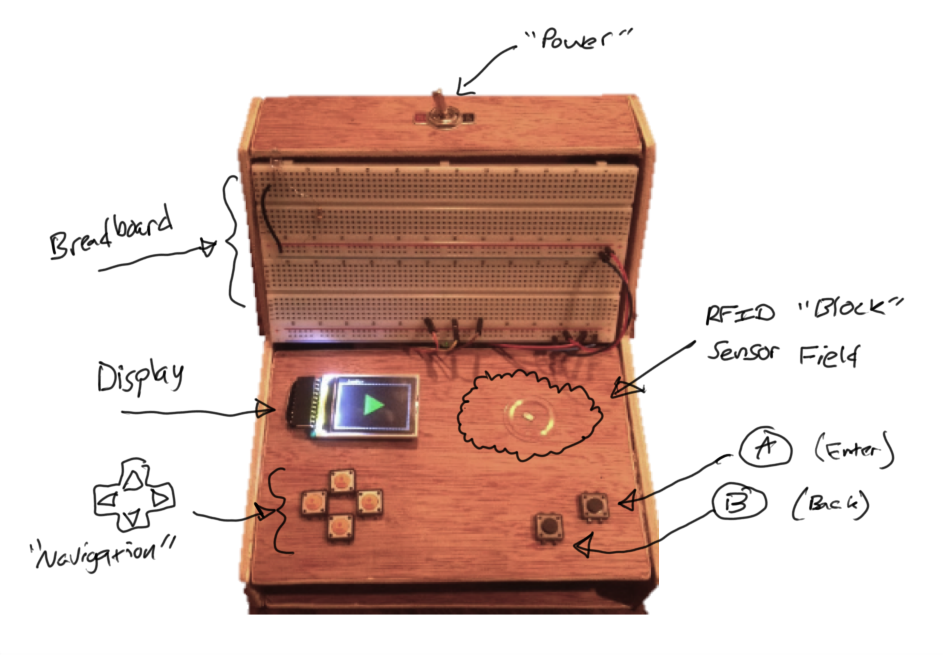 "Power"
Breadboard
RFID "Block"
Sensor Field
Display
A (Enter)
B (Back)
"Navigation"